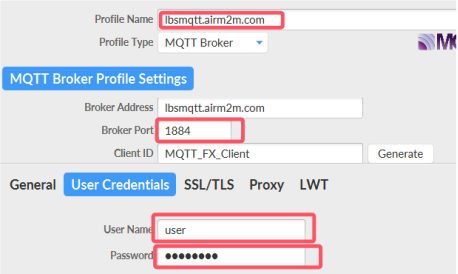 Profile Name lbsmqtt.airm2m.com
Profile Type MQTT Broker
MQTT Broker Profile Settings
Broker Address lbsmqtt.airm2m.com
Broker Port 1884
Client ID MQTT_FX_Client Generate
General User Credentials SSL/TLS Proxy LWT
User Name user
Password ●●●●●●●●